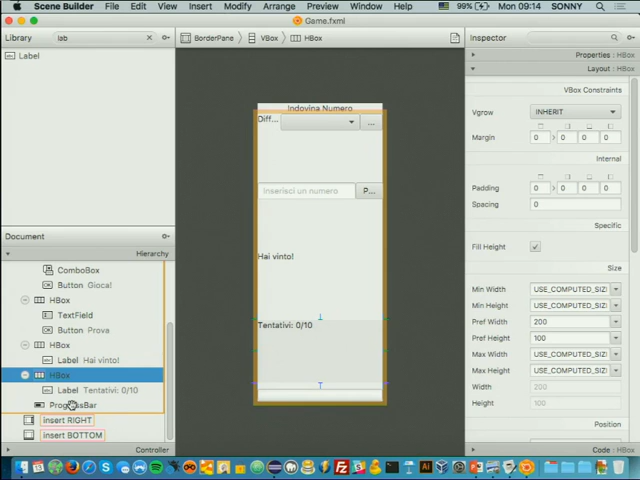 Scene Builder File Edit View Insert Modify Arrange Preview Window Help 99% Mon 09:14 SONNY
Game.fxml
Library lab
BorderPane VBox HBox
Inspector
Label
Properties : HBox
Layout : HBox
VBox Constraints
Vgrow INHERIT
Margin 0 0 0 0
Internal
Padding 0 0 0 0
Spacing 0
Specific
Fill Height
Size
Min Width USE_COMPUTED_SIZI
Min Height USE_COMPUTED_SIZI
Pref Width 200
Pref Height 100
Max Width USE_COMPUTED_SIZI
Max Height USE_COMPUTED_SIZI
Width 200
Height 100
Position
Code : HBox
Indovina Numero
Diff... ...
Inserisci un numero P...
Hai vinto!
Tentativi: 0/10
Document
Hierarchy
ComboBox
Button Gioca!
HBox
TextField
Button Prova
HBox
Label Hai vinto!
HBox
Label Tentativi: 0/10
ProgressBar
insert RIGHT
insert BOTTOM
Controller